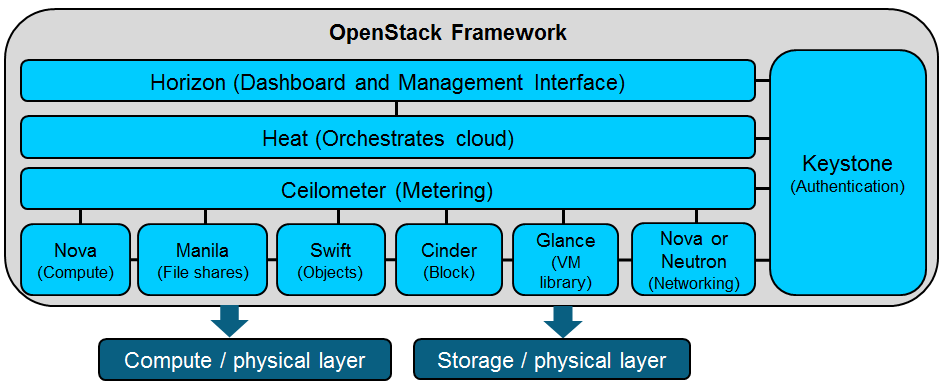 OpenStack Framework
Horizon (Dashboard and Management Interface)
Heat (Orchestrates cloud)
Ceilometer (Metering)
Keystone
(Authentication)
Nova
(Compute)
Manila
(File shares)
Swift
(Objects)
Cinder
(Block)
Glance
(VM
library)
Nova or
Neutron
(Networking)
Compute / physical layer
Storage / physical layer